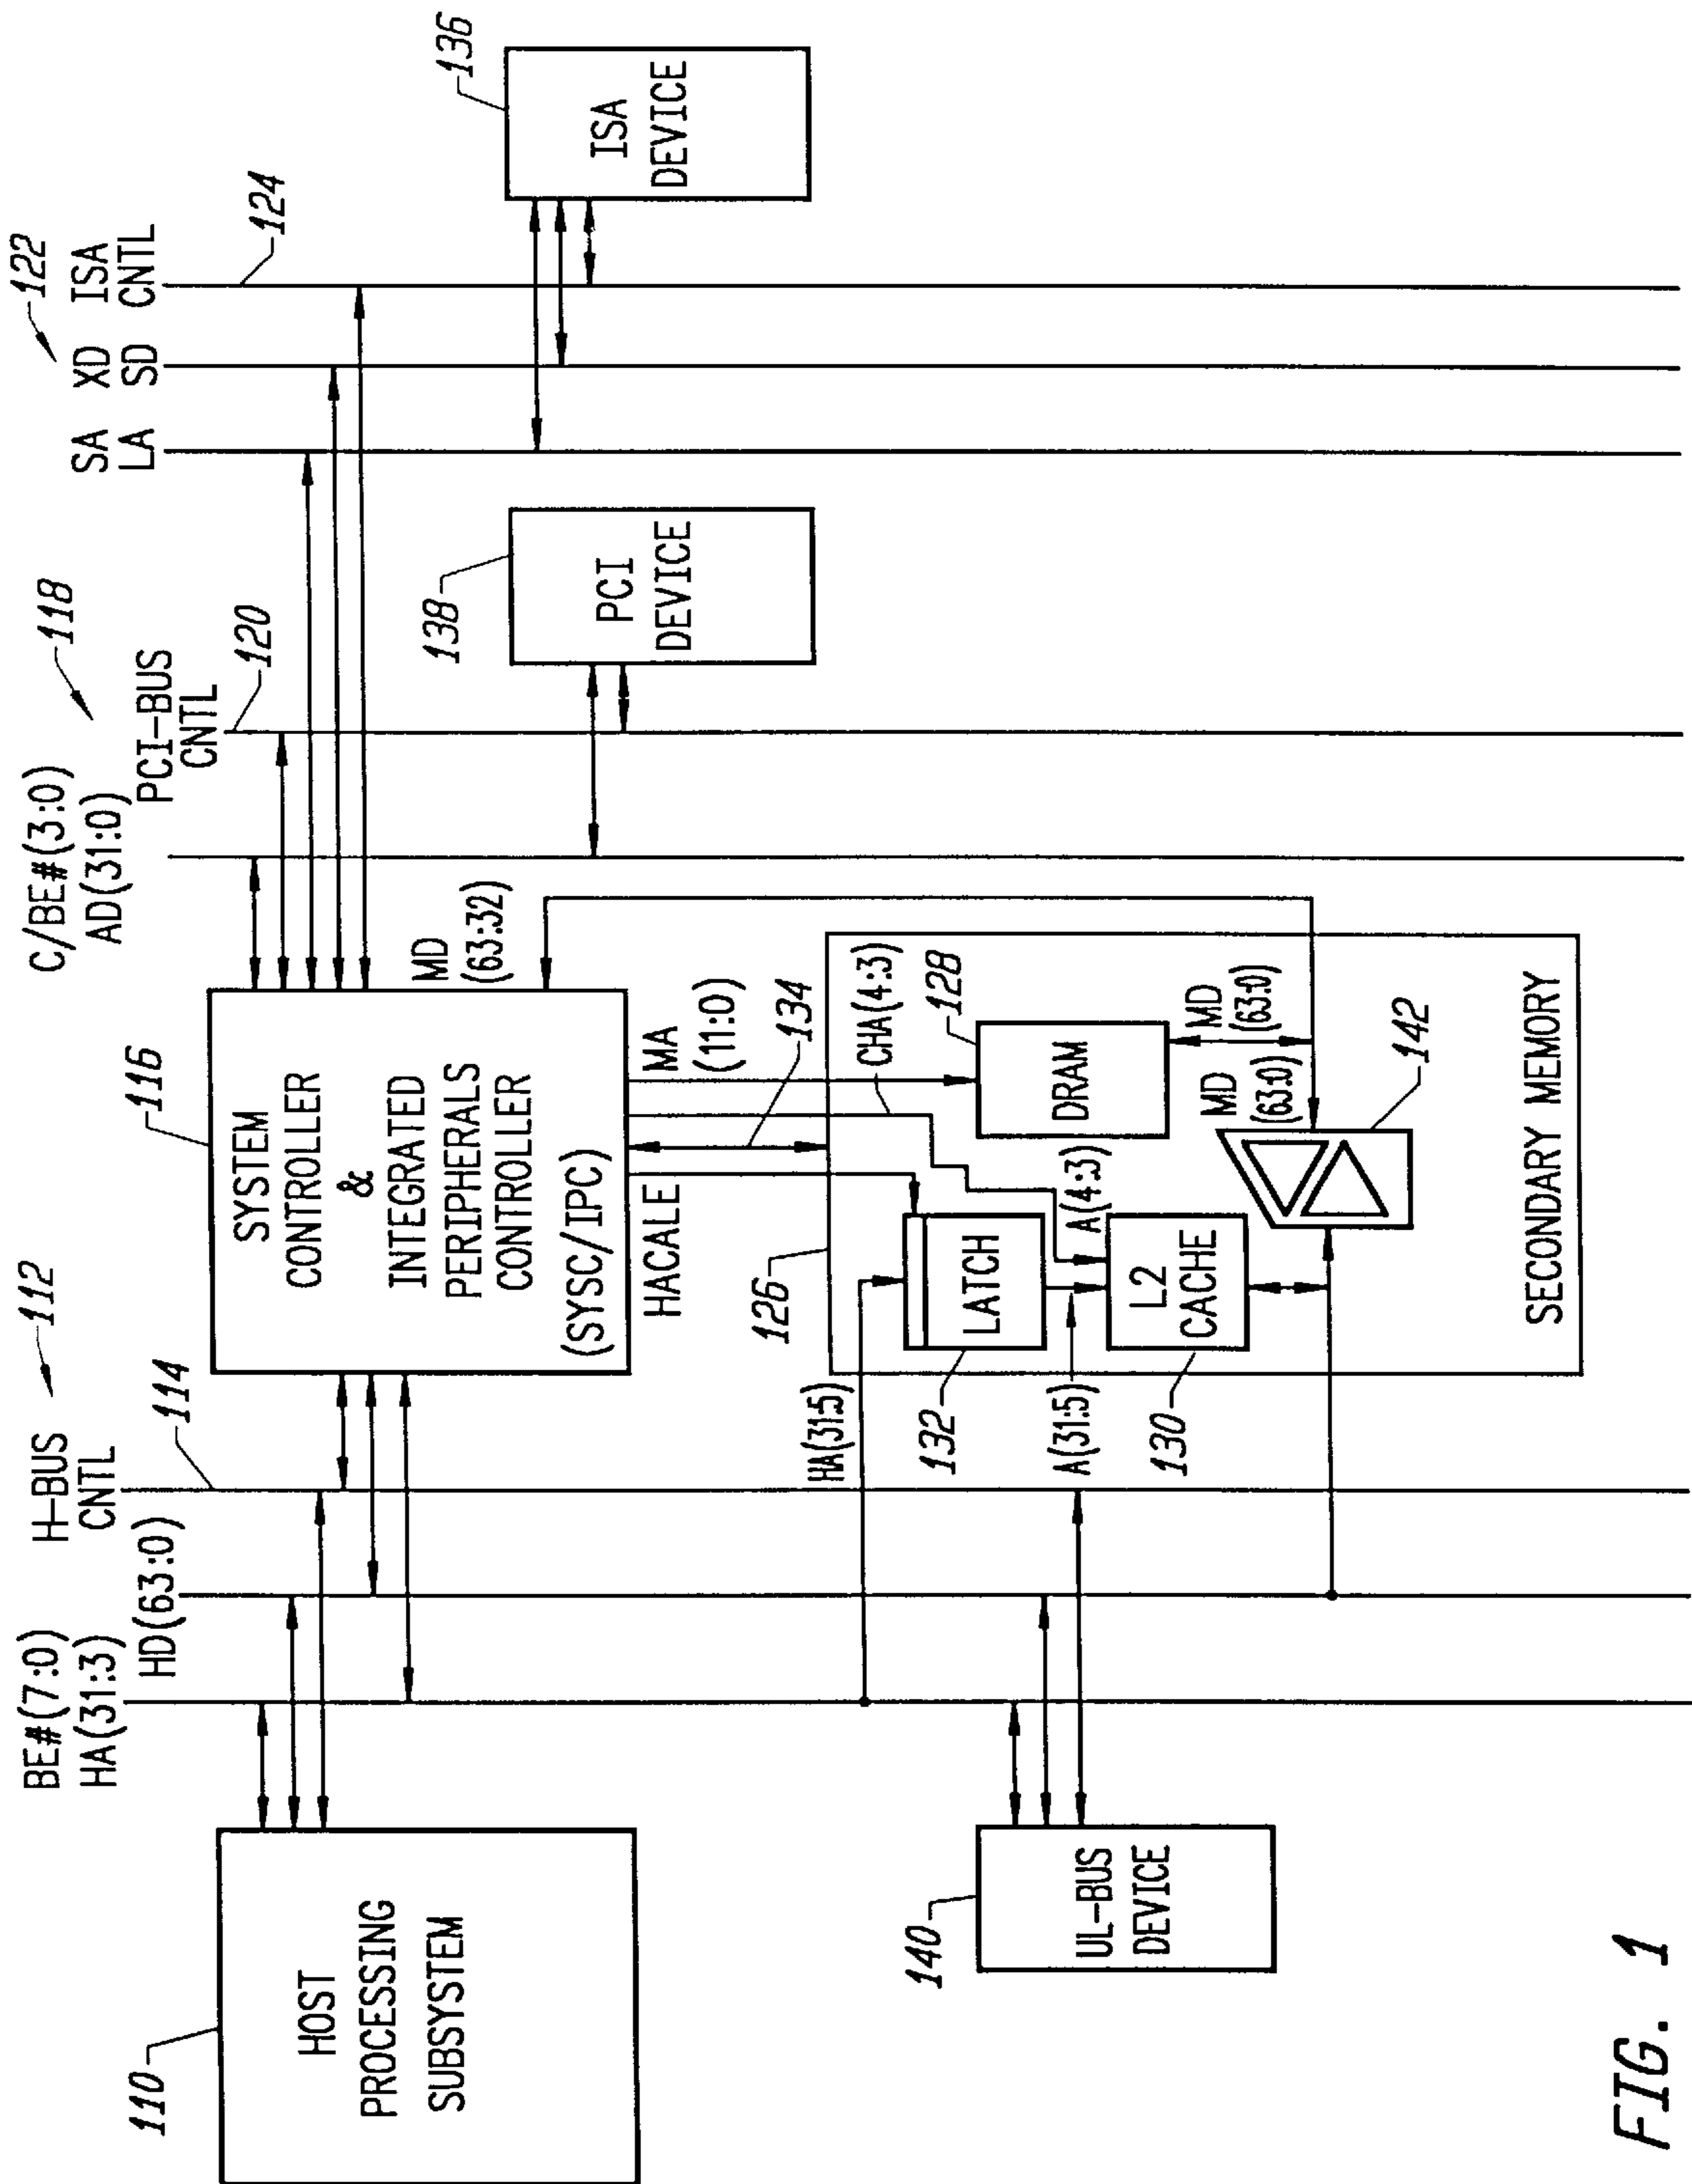 BE#(7:0)
HA(31:3)
HD(63:0)
H-BUS
CNTL
112
114
C/BE#(3:0)
AD(31:0)
PCI-BUS
CNTL
118
120
SA
LA
XD
SD
ISA
CNTL
122
124
110
HOST
PROCESSING
SUBSYSTEM
116
SYSTEM
CONTROLLER
&
INTEGRATED
PERIPHERALS
CONTROLLER
(SYSC/IPC)
MD
(63:32)
138
PCI
DEVICE
136
ISA
DEVICE
HACALE
134
MA
(11:0)
126
CHA(4:3)
128
HA(31:5)
LATCH
132
A(31:5)
A(4:3)
L2
CACHE
130
DRAM
MD
(63:0)
MD
(63:0)
142
SECONDARY MEMORY
140
UL-BUS
DEVICE
FIG. 1